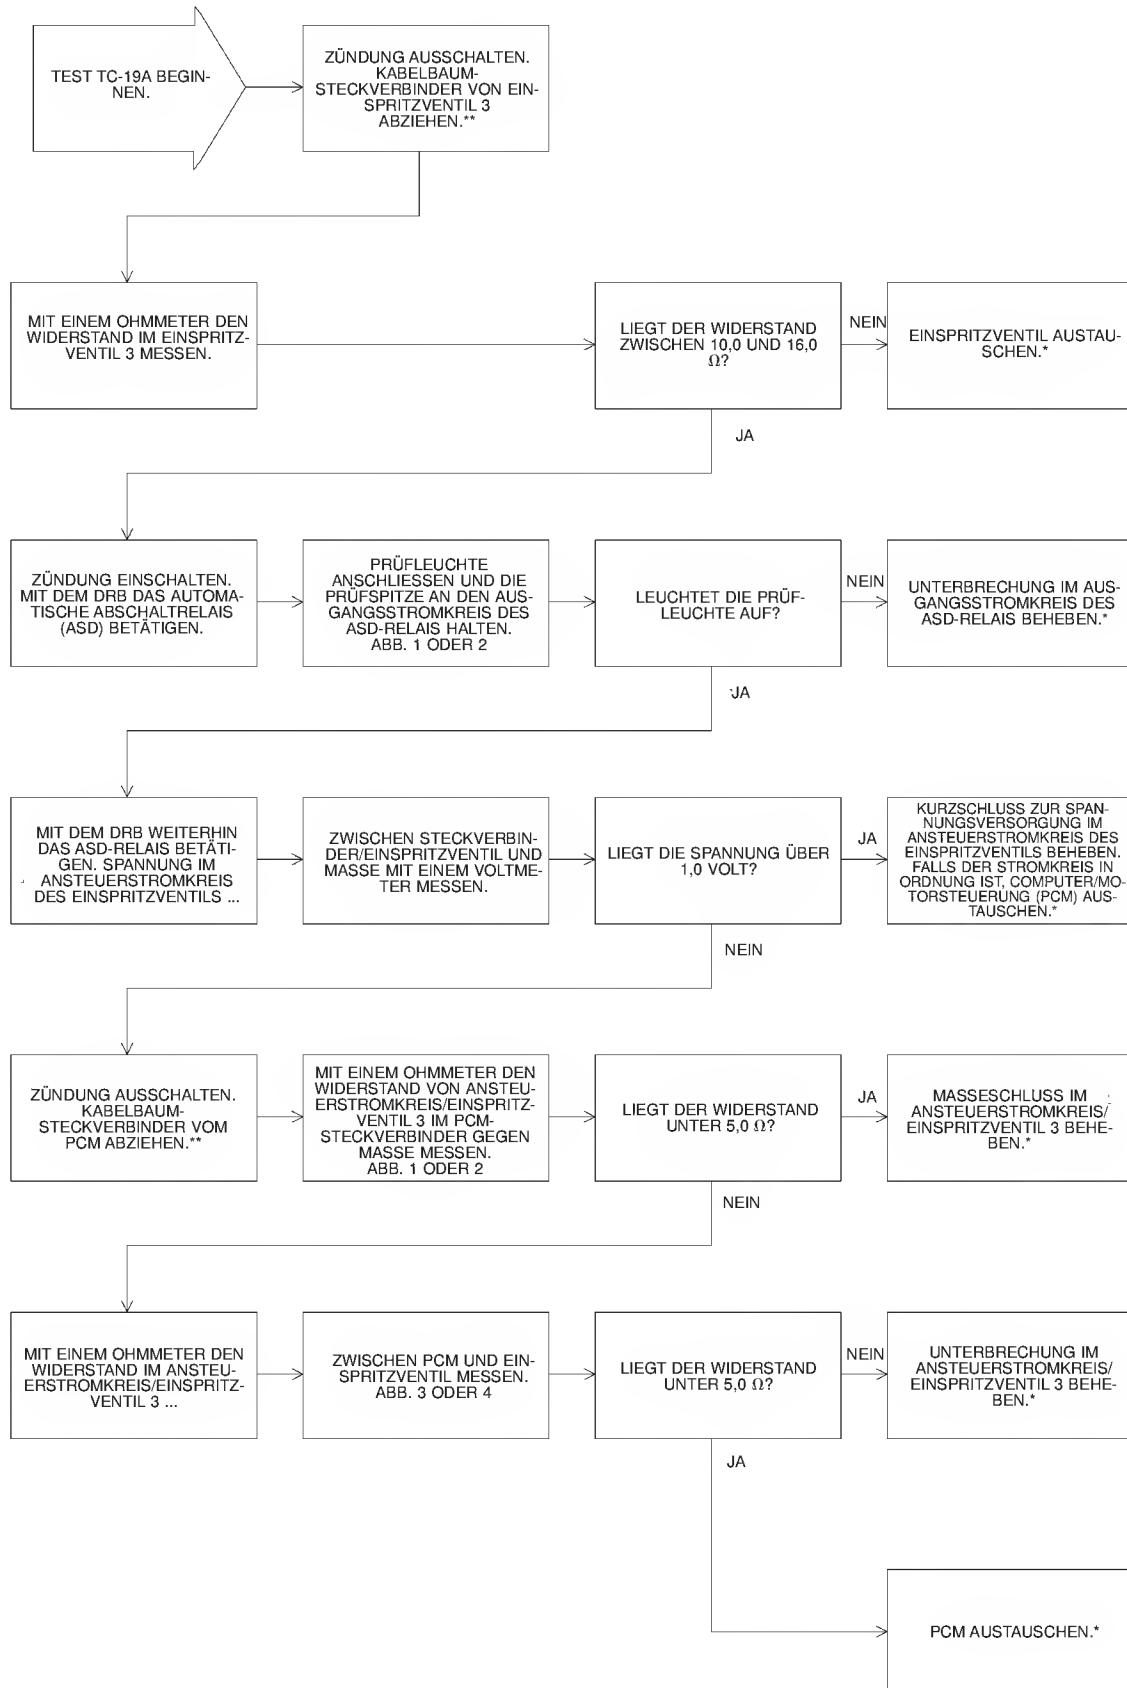 TEST TC-19A BEGIN-
NEN.
ZÜNDUNG AUSSCHALTEN.
KABELBAUM-
STECKVERBINDER VON EIN-
SPRITZVENTIL 3
ABZIEHEN.**
MIT EINEM OHMMETER DEN
WIDERSTAND IM EINSPRITZ-
VENTIL 3 MESSEN.
LIEGT DER WIDERSTAND
ZWISCHEN 10,0 UND 16,0
Ω?
NEIN
EINSPRITZVENTIL AUSTAU-
SCHEN.*
JA
ZÜNDUNG EINSCHALTEN.
MIT DEM DRB DAS AUTOMA-
TISCHE ABSCHALTRELAIS
(ASD) BETÄTIGEN.
PRÜFLEUCHTE
ANSCHLIESSEN UND DIE
PRÜFSPITZE AN DEN AUS-
GANGSSTROMKREIS DES
ASD-RELAIS HALTEN.
ABB. 1 ODER 2
LEUCHTET DIE PRÜF-
LEUCHTE AUF?
NEIN
UNTERBRECHUNG IM AUS-
GANGSSTROMKREIS DES
ASD-RELAIS BEHEBEN.*
JA
MIT DEM DRB WEITERHIN
DAS ASD-RELAIS BETÄTI-
GEN. SPANNUNG IM
ANSTEUERSTROMKREIS
DES EINSPRITZVENTILS ...
ZWISCHEN STECKVERBIN-
DER/EINSPRITZVENTIL UND
MASSE MIT EINEM VOLTME-
TER MESSEN.
LIEGT DIE SPANNUNG ÜBER
1,0 VOLT?
JA
KURZSCHLUSS ZUR SPAN-
NUNGSVERSORGUNG IM
ANSTEUERSTROMKREIS DES
EINSPRITZVENTILS BEHEBEN.
FALLS DER STROMKREIS IN
ORDNUNG IST, COMPUTER/MO-
TORSTEUERUNG (PCM) AUS-
TAUSCHEN.*
NEIN
ZÜNDUNG AUSSCHALTEN.
KABELBAUM-
STECKVERBINDER VOM
PCM ABZIEHEN.**
MIT EINEM OHMMETER DEN
WIDERSTAND VON ANSTEU-
ERSTROMKREIS/EINSPRITZ-
VENTIL 3 IM PCM-
STECKVERBINDER GEGEN
MASSE MESSEN.
ABB. 1 ODER 2
LIEGT DER WIDERSTAND
UNTER 5,0 Ω?
JA
MASSESCHLUSS IM
ANSTEUERSTROMKREIS/
EINSPRITZVENTIL 3 BEHE-
BEN.*
NEIN
MIT EINEM OHMMETER DEN
WIDERSTAND IM ANSTEU-
ERSTROMKREIS/EINSPRITZ-
VENTIL 3 ...
ZWISCHEN PCM UND EIN-
SPRITZVENTIL MESSEN.
ABB. 3 ODER 4
LIEGT DER WIDERSTAND
UNTER 5,0 Ω?
NEIN
UNTERBRECHUNG IM
ANSTEUERSTROMKREIS/
EINSPRITZVENTIL 3 BEHE-
BEN.*
JA
PCM AUSTAUSCHEN.*